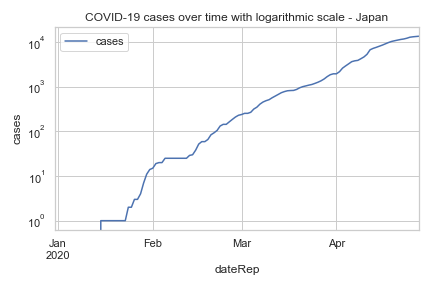 COVID-19 cases over time with logarithmic scale - Japan
cases
10⁴
10³
10²
10¹
10⁰
cases
Jan Feb Mar Apr
2020
dateRep